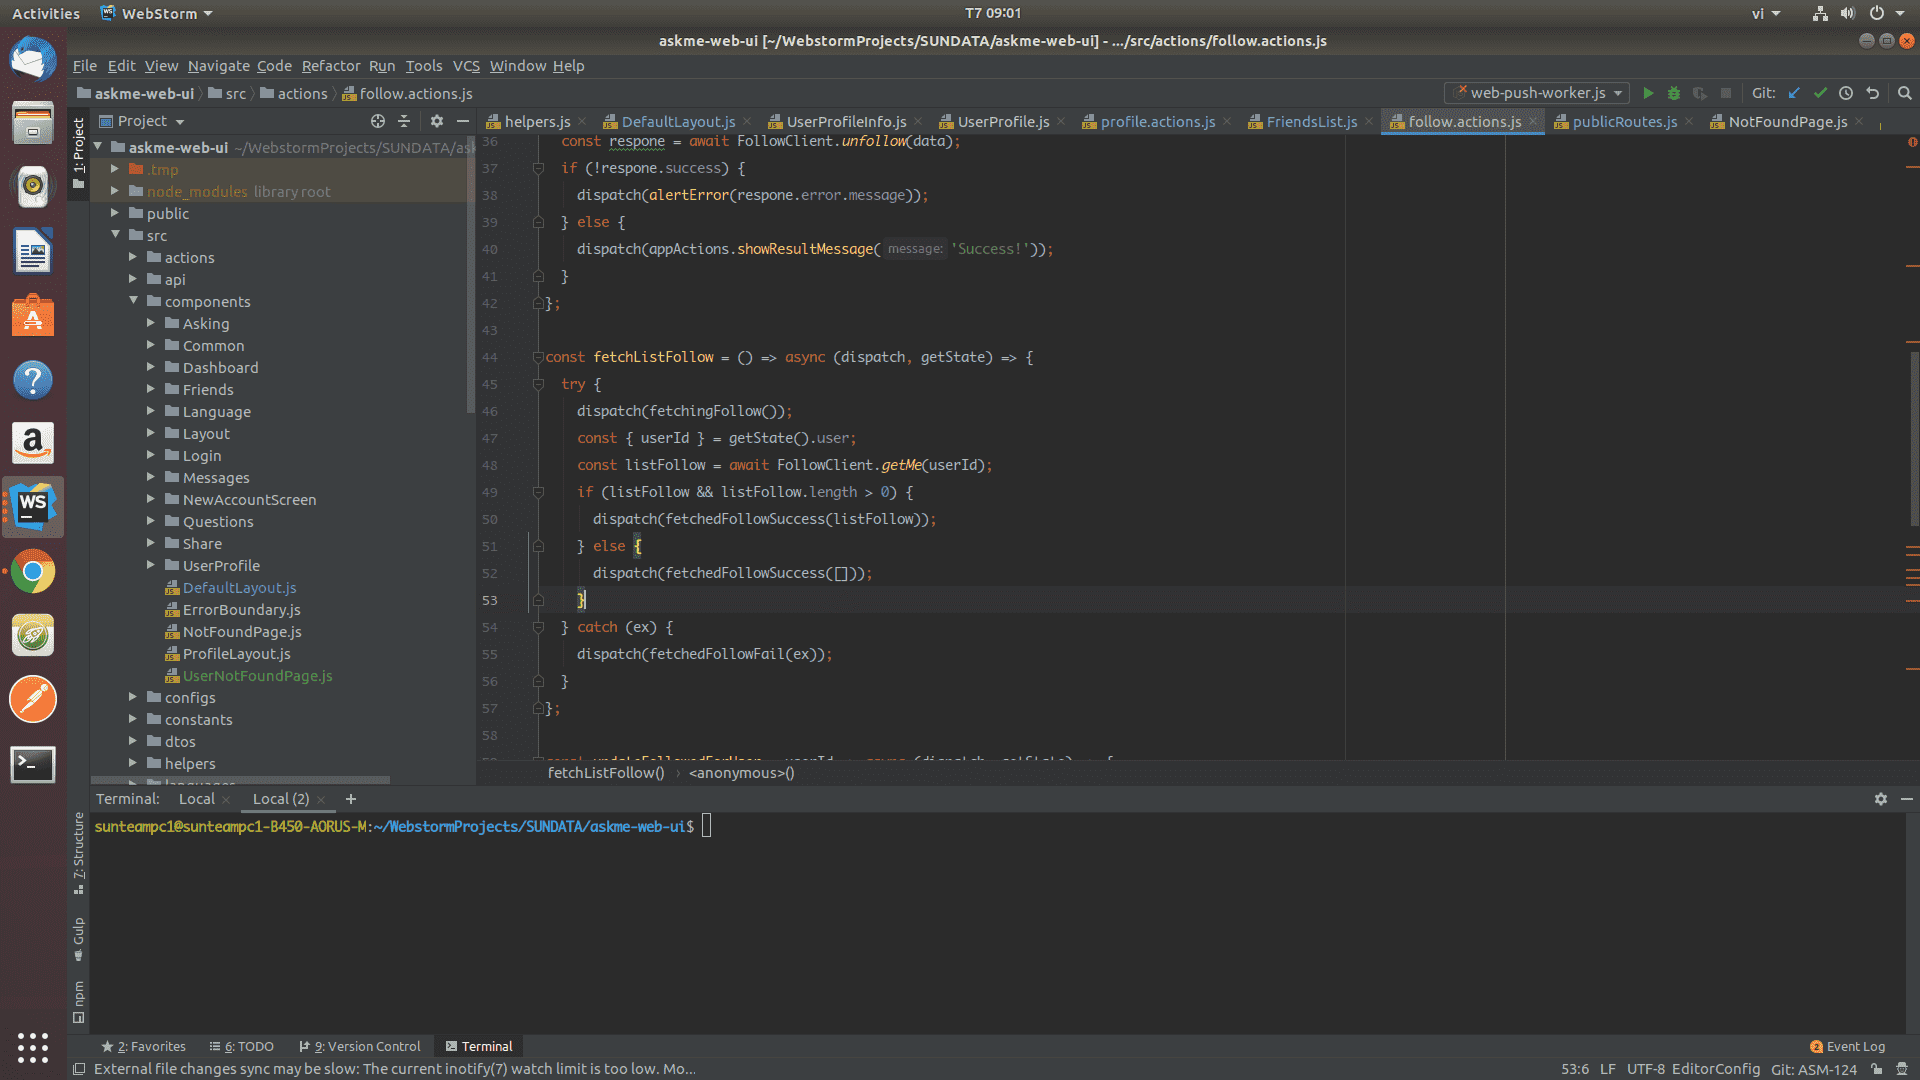 Activities WebStorm T7 09:01 vi
askme-web-ui [~/WebstormProjects/SUNDATA/askme-web-ui] - .../src/actions/follow.actions.js
File Edit View Navigate Code Refactor Run Tools VCS Window Help
askme-web-ui src actions follow.actions.js web-push-worker.js Git:
Project helpers.js DefaultLayout.js UserProfileInfo.js UserProfile.js profile.actions.js FriendsList.js follow.actions.js publicRoutes.js NotFoundPage.js
1: Project
askme-web-ui ~/WebstormProjects/SUNDATA/ask
.tmp
node_modules library root
public
src
actions
api
components
Asking
Common
Dashboard
Friends
Language
Layout
Login
Messages
NewAccountScreen
Questions
Share
UserProfile
DefaultLayout.js
ErrorBoundary.js
NotFoundPage.js
ProfileLayout.js
UserNotFoundPage.js
configs
constants
dtos
helpers
languages
36 const respone = await FollowClient.unfollow(data);
37 if (!respone.success) {
38 dispatch(alertError(respone.error.message));
39 } else {
40 dispatch(appActions.showResultMessage( message: 'Success!'));
41 }
42 };
43
44 const fetchListFollow = () => async (dispatch, getState) => {
45 try {
46 dispatch(fetchingFollow());
47 const { userId } = getState().user;
48 const listFollow = await FollowClient.getMe(userId);
49 if (listFollow && listFollow.length > 0) {
50 dispatch(fetchedFollowSuccess(listFollow));
51 } else {
52 dispatch(fetchedFollowSuccess([]));
53 }
54 } catch (ex) {
55 dispatch(fetchedFollowFail(ex));
56 }
57 };
58
fetchListFollow() › <anonymous>()
Terminal: Local Local (2) +
sunteampc1@sunteampc1-B450-AORUS-M:~/WebstormProjects/SUNDATA/askme-web-ui$
7: Structure
Gulp
npm
2: Favorites 6: TODO 9: Version Control Terminal 2 Event Log
External file changes sync may be slow: The current inotify(7) watch limit is too low. Mo... 53:6 LF UTF-8 EditorConfig Git: ASM-124